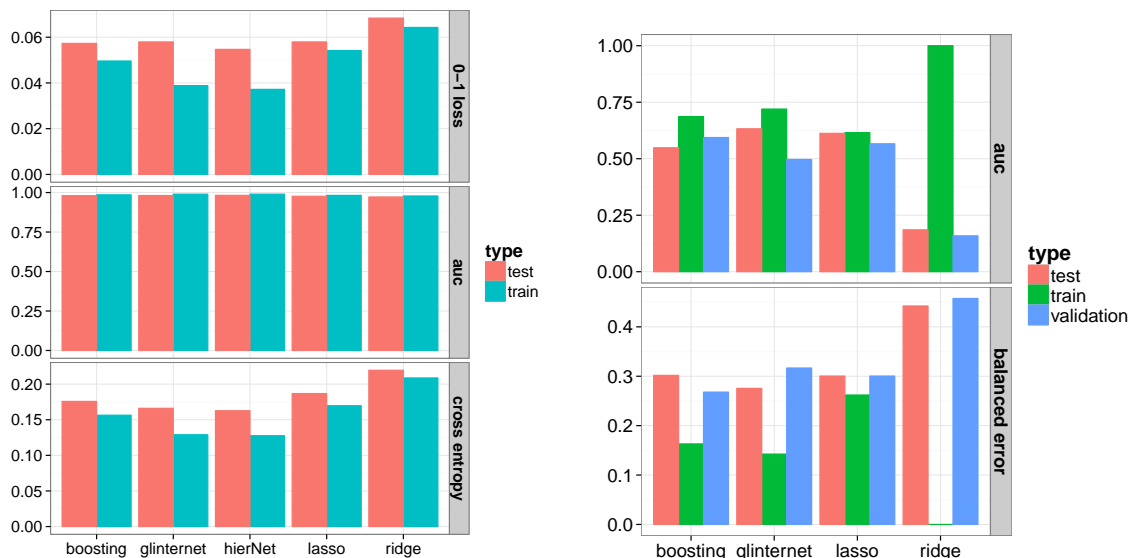 0.06
0.04
0.02
0.00
0−1 loss
1.00
0.75
0.50
0.25
0.00
auc
0.20
0.15
0.10
0.05
0.00
cross entropy
boosting glinternet hierNet lasso ridge
type
test
train
1.00
0.75
0.50
0.25
0.00
auc
0.4
0.3
0.2
0.1
0.0
balanced error
boosting glinternet lasso ridge
type
test
train
validation